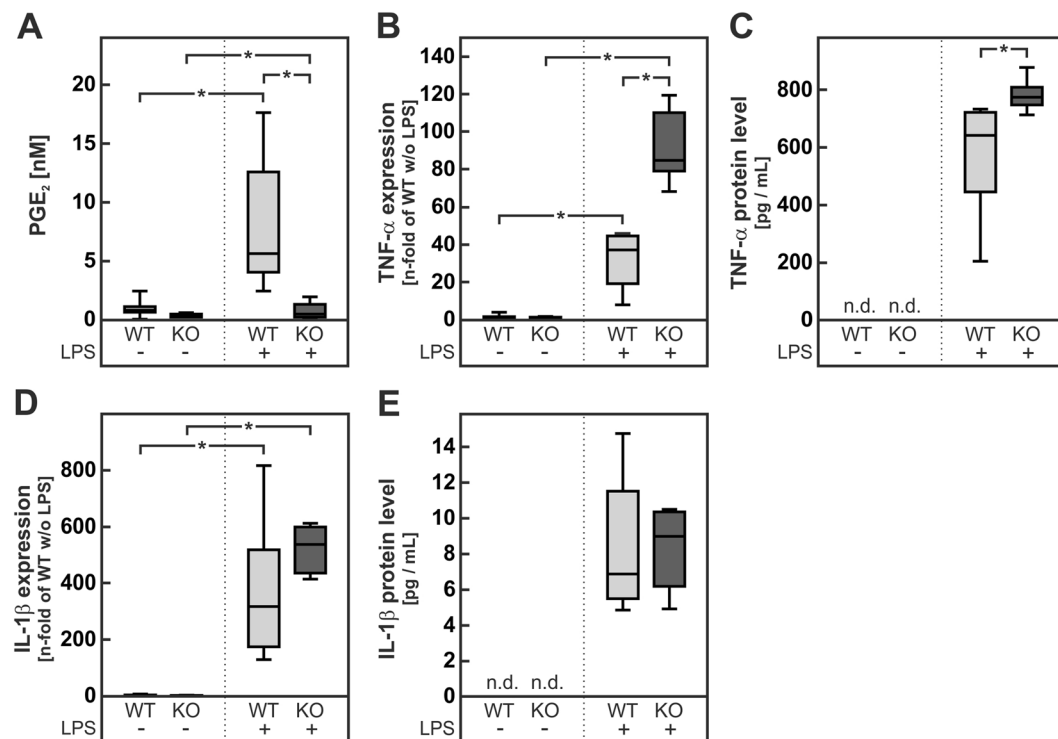 A
PGE2 [nM]
20
15
10
5
0
*
*
*
WT KO WT KO
LPS - - + +
B
TNF-α expression
[n-fold of WT w/o LPS]
140
120
100
80
60
40
20
0
*
*
*
WT KO WT KO
LPS - - + +
C
TNF-α protein level
[pg / mL]
800
600
400
200
0
*
n.d. n.d.
WT KO WT KO
LPS - - + +
D
IL-1β expression
[n-fold of WT w/o LPS]
800
600
400
200
0
*
*
WT KO WT KO
LPS - - + +
E
IL-1β protein level
[pg / mL]
14
12
10
8
6
4
2
0
n.d. n.d.
WT KO WT KO
LPS - - + +